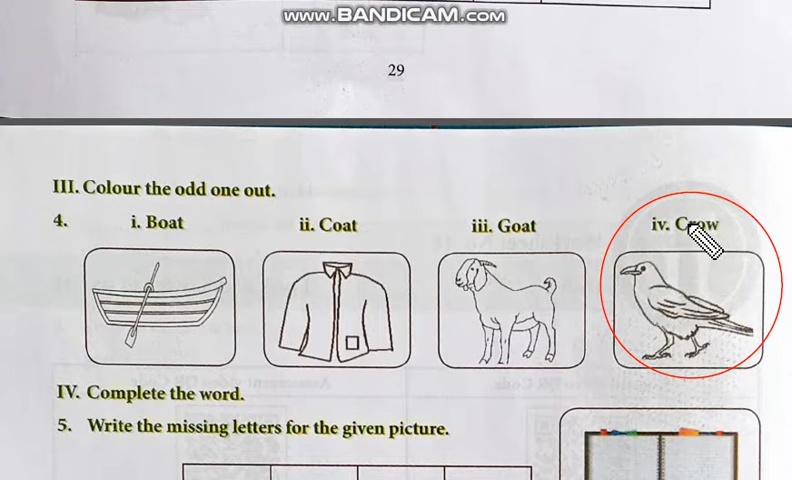 www.BANDICAM.com
29
III. Colour the odd one out.
4. i. Boat ii. Coat iii. Goat iv. Crow
IV. Complete the word.
5. Write the missing letters for the given picture.